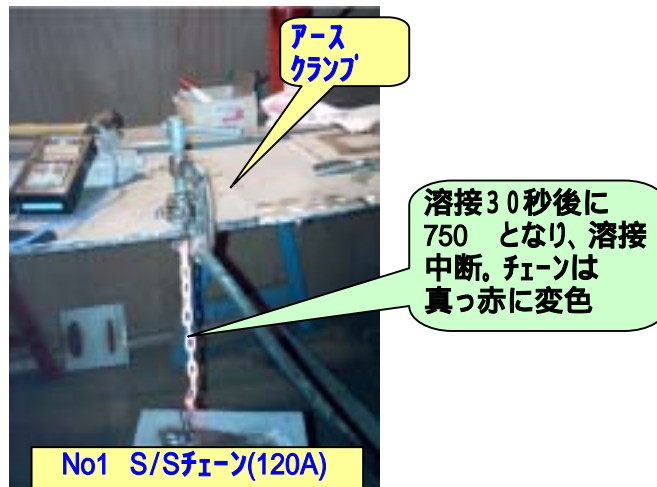 アース
クランプ
溶接30秒後に
750　となり、溶接
中断。チェーンは
真っ赤に変色
No1 S/Sチェーン(120A)